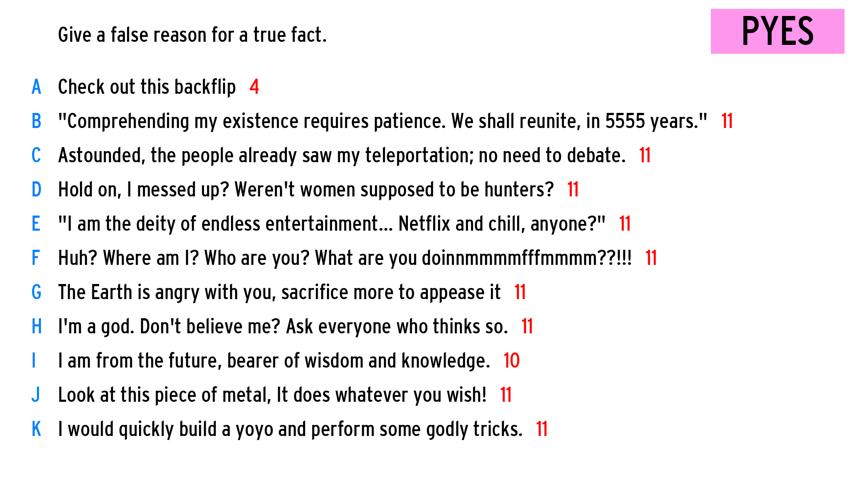 Give a false reason for a true fact.
PYES
A Check out this backflip 4
B "Comprehending my existence requires patience. We shall reunite, in 5555 years." 11
C Astounded, the people already saw my teleportation; no need to debate. 11
D Hold on, I messed up? Weren't women supposed to be hunters? 11
E "I am the deity of endless entertainment... Netflix and chill, anyone?" 11
F Huh? Where am I? Who are you? What are you doinnmmmmfffmmmm??!!! 11
G The Earth is angry with you, sacrifice more to appease it 11
H I'm a god. Don't believe me? Ask everyone who thinks so. 11
I I am from the future, bearer of wisdom and knowledge. 10
J Look at this piece of metal, It does whatever you wish! 11
K I would quickly build a yoyo and perform some godly tricks. 11